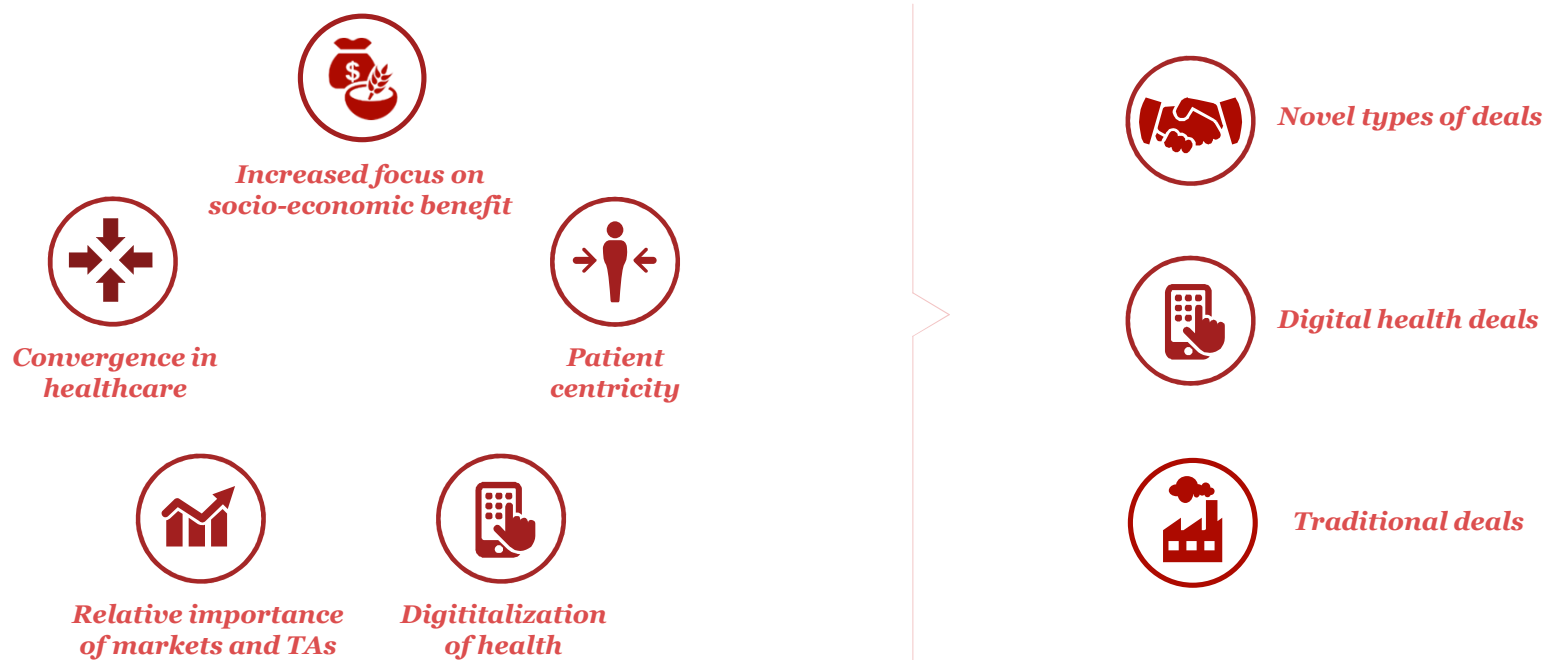 $
Increased focus on
socio-economic benefit
Convergence in
healthcare
Patient
centricity
Relative importance
of markets and TAs
Digititalization
of health
Novel types of deals
Digital health deals
Traditional deals